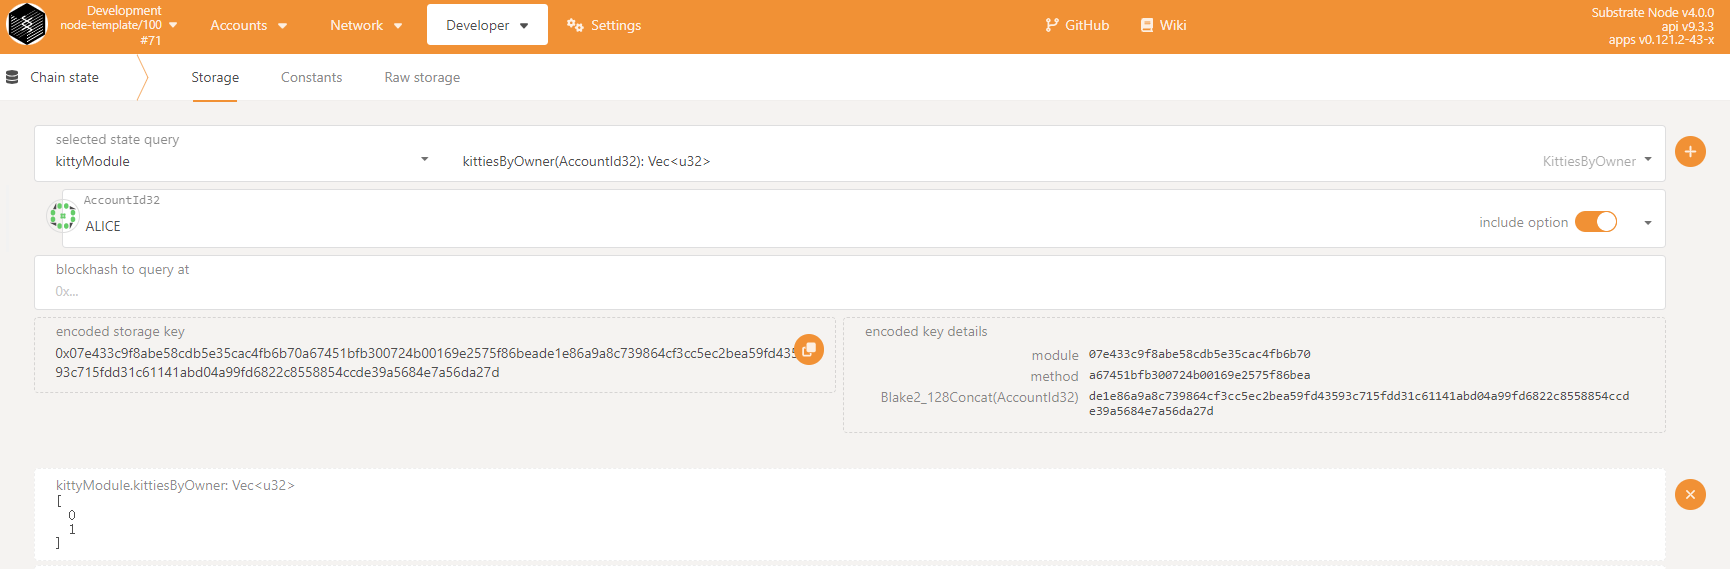 Development
node-template/100
#71
Accounts
Network
Developer
Settings
GitHub
Wiki
Substrate Node v4.0.0
api v9.3.3
apps v0.121.2-43-x
Chain state
Storage
Constants
Raw storage
selected state query
kittyModule
kittiesByOwner(AccountId32): Vec<u32>
KittiesByOwner
AccountId32
ALICE
include option
blockhash to query at
0x...
encoded storage key
0x07e433c9f8abe58cdb5e35cac4fb6b70a67451bfb300724b00169e2575f86beade1e86a9a8c739864cf3cc5ec2bea59fd435
93c715fdd31c61141abd04a99fd6822c8558854ccde39a5684e7a56da27d
encoded key details
module 07e433c9f8abe58cdb5e35cac4fb6b70
method a67451bfb300724b00169e2575f86bea
Blake2_128Concat(AccountId32) de1e86a9a8c739864cf3cc5ec2bea59fd43593c715fdd31c61141abd04a99fd6822c8558854ccd
e39a5684e7a56da27d
kittyModule.kittiesByOwner: Vec<u32>
[
0
1
]